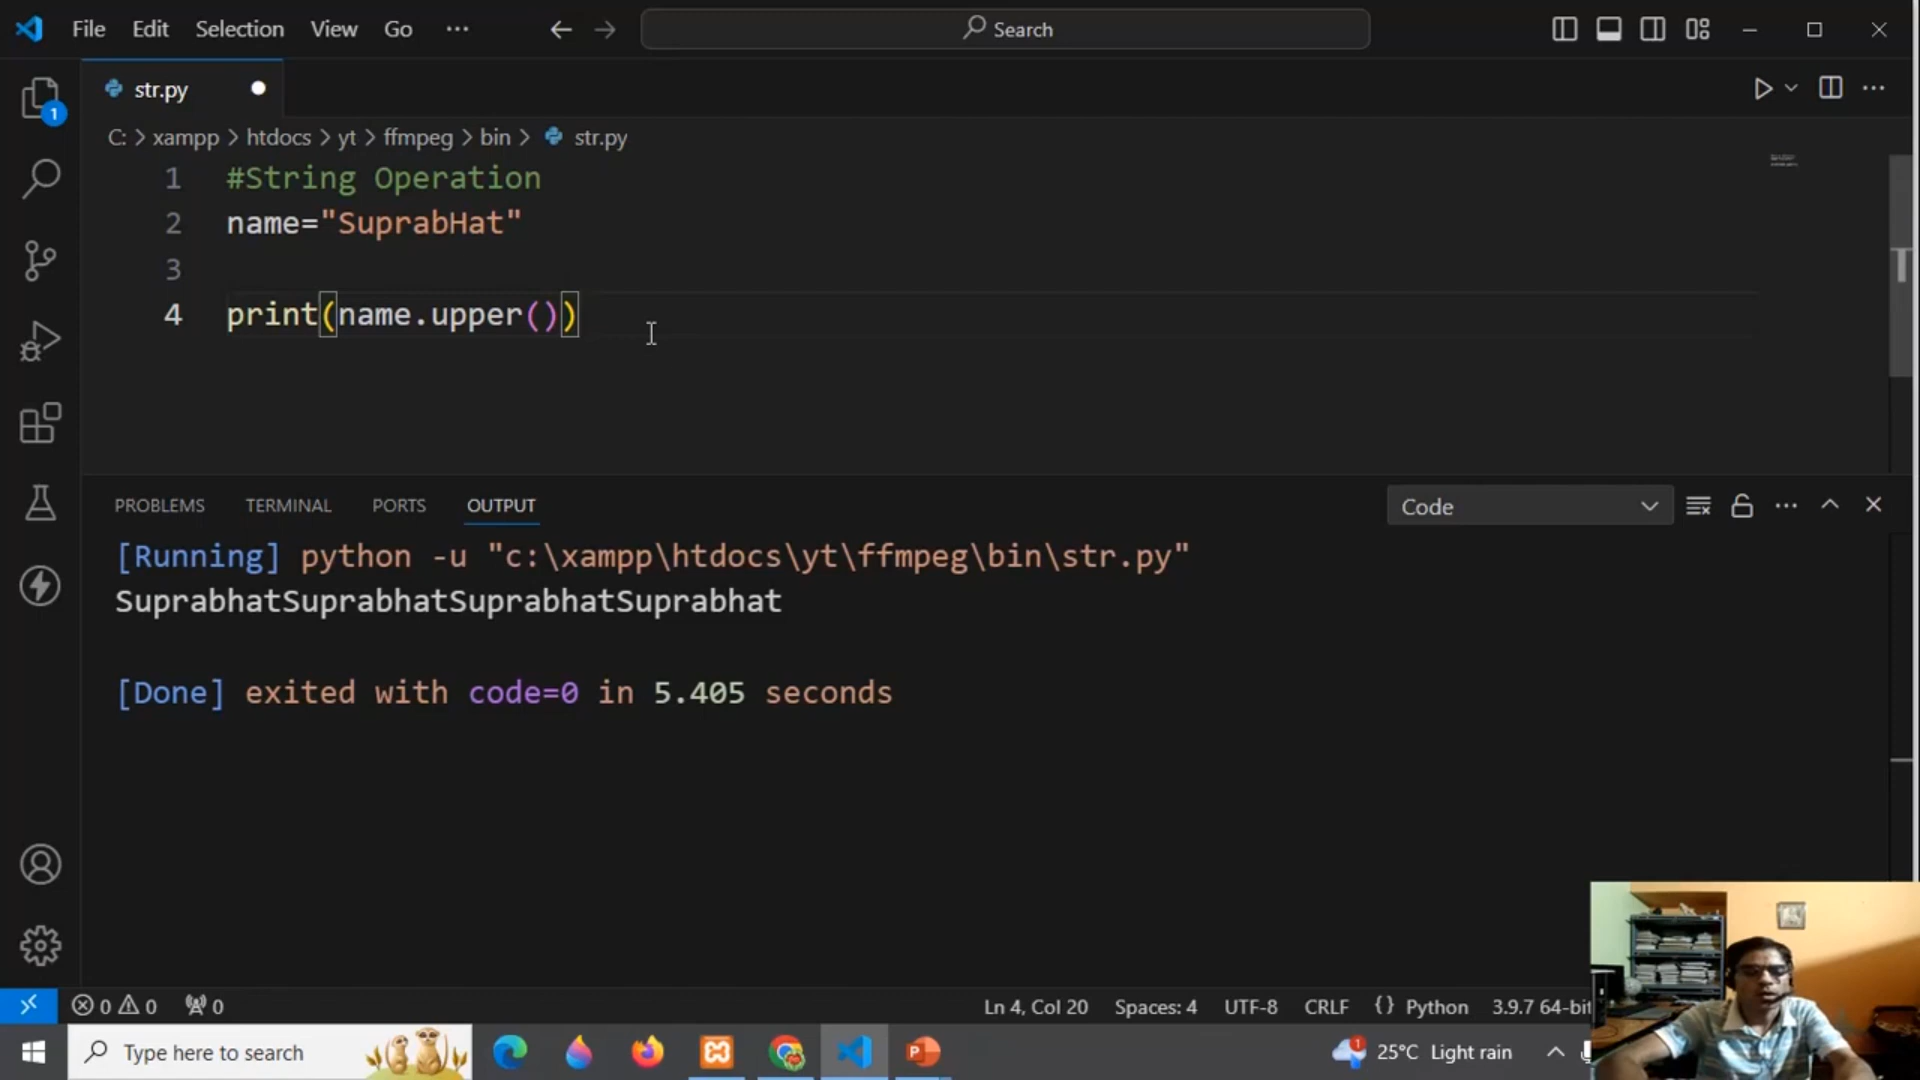 File Edit Selection View Go ··· Search
str.py
C: > xampp > htdocs > yt > ffmpeg > bin > str.py
1 #String Operation
2 name="SuprabHat"
3
4 print(name.upper())
PROBLEMS TERMINAL PORTS OUTPUT Code
[Running] python -u "c:\xampp\htdocs\yt\ffmpeg\bin\str.py"
SuprabhatSuprabhatSuprabhatSuprabhat
[Done] exited with code=0 in 5.405 seconds
0 0 0 Ln 4, Col 20 Spaces: 4 UTF-8 CRLF {} Python 3.9.7 64-bit
Type here to search 1 25°C Light rain